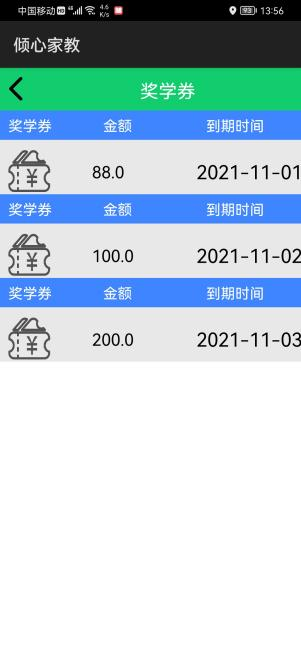 中国移动 HD 4G 4.6 K/s 93 13:56
倾心家教
奖学券
奖学券 金额 到期时间
¥ 88.0 2021-11-01
奖学券 金额 到期时间
¥ 100.0 2021-11-02
奖学券 金额 到期时间
¥ 200.0 2021-11-03